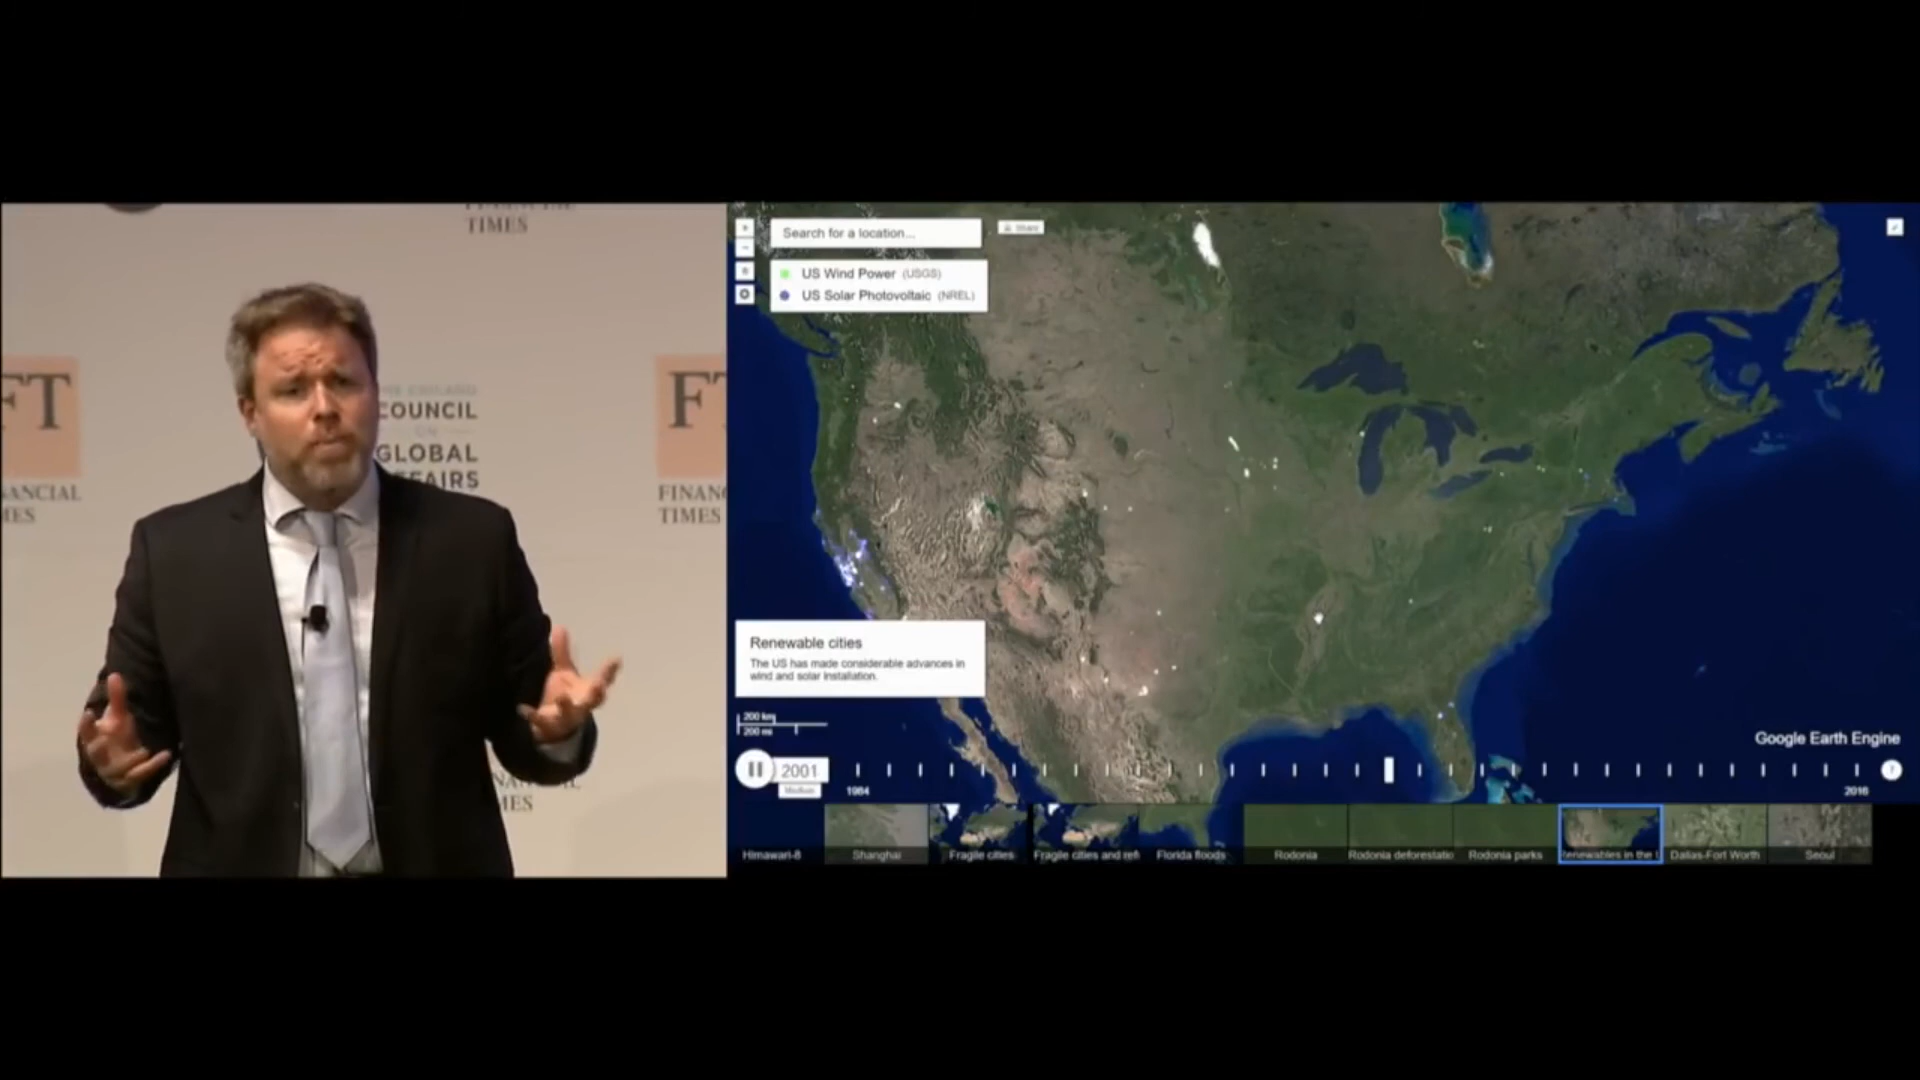 TIMES
FT
FINANCIAL
TIMES
COUNCIL
ON
GLOBAL
AFFAIRS
FT
FINANC
TIMES
Search for a location...
Share
US Wind Power (USGS)
US Solar Photovoltaic (NREL)
Renewable cities
The US has made considerable advances in
wind and solar installation.
200 km
200 mi
Google Earth Engine
2001
Medium
1984
2016
?
Himawari-8
Shanghai
Fragile cities
Fragile cities and ref
Florida floods
Rodonia
Rodonia deforestatio
Rodonia parks
Renewables in the
Dallas-Fort Worth
Seoul